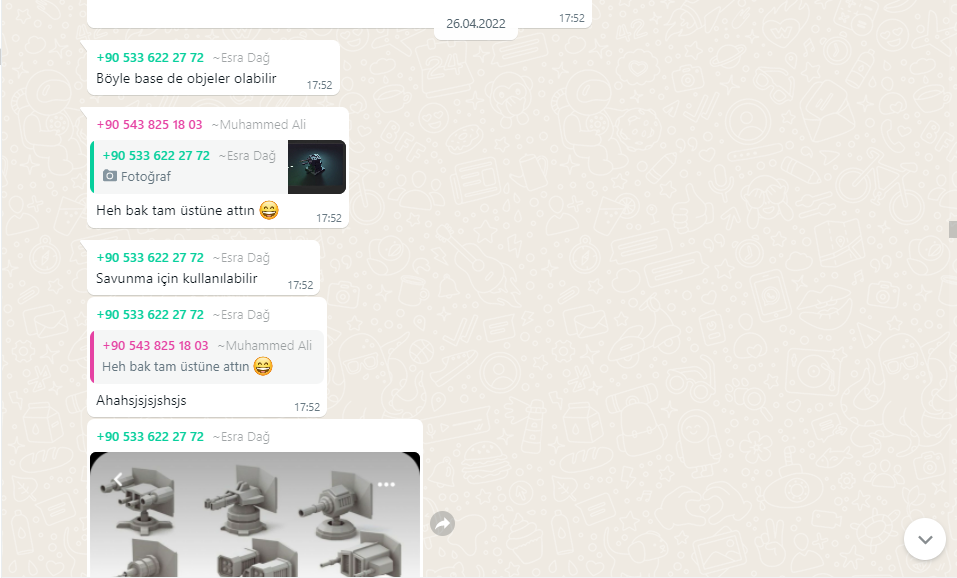 17:52
26.04.2022
+90 533 622 27 72 ~Esra Dağ
Böyle base de objeler olabilir
17:52
+90 543 825 18 03 ~Muhammed Ali
+90 533 622 27 72 ~Esra Dağ
Fotoğraf
Heh bak tam üstüne attın 😄
17:52
+90 533 622 27 72 ~Esra Dağ
Savunma için kullanılabilir
17:52
+90 533 622 27 72 ~Esra Dağ
+90 543 825 18 03 ~Muhammed Ali
Heh bak tam üstüne attın 😄
Ahahsjsjsjshsjs
17:52
+90 533 622 27 72 ~Esra Dağ